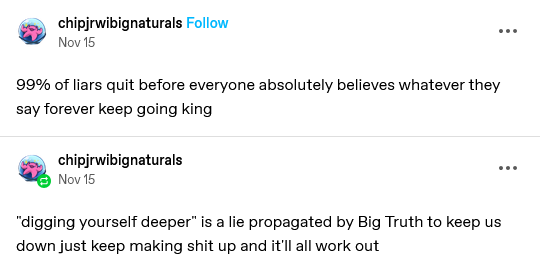 chipjrwibignaturals Follow
Nov 15
99% of liars quit before everyone absolutely believes whatever they
say forever keep going king
chipjrwibignaturals
Nov 15
"digging yourself deeper" is a lie propagated by Big Truth to keep us
down just keep making shit up and it'll all work out